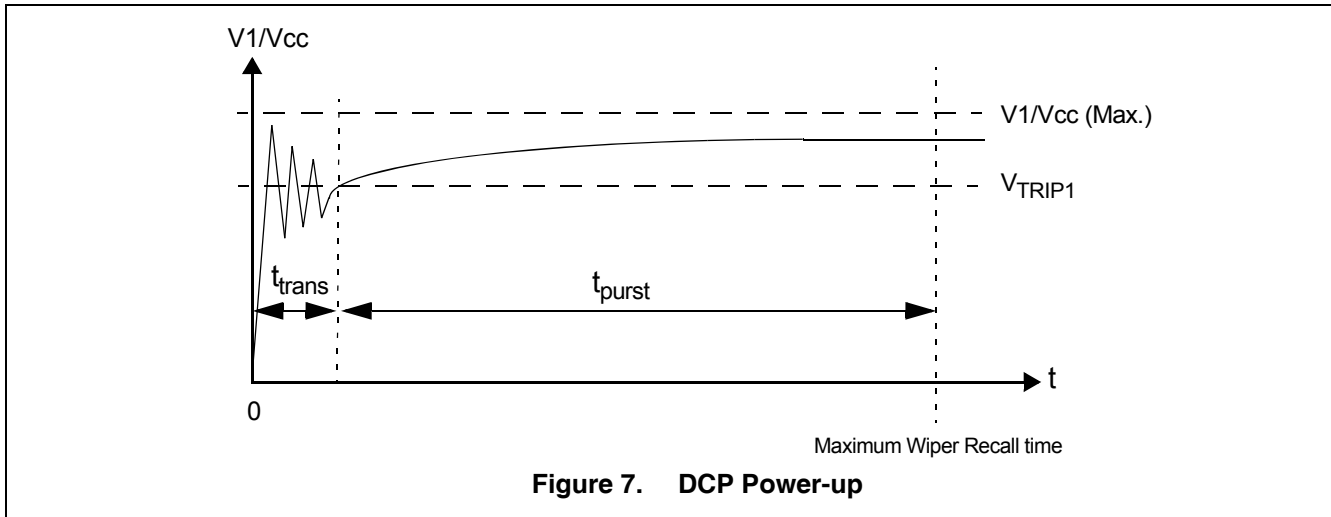 V1/Vcc
V1/Vcc (Max.)
VTRIP1
ttrans
tpurst
t
0
Maximum Wiper Recall time
Figure 7. DCP Power-up